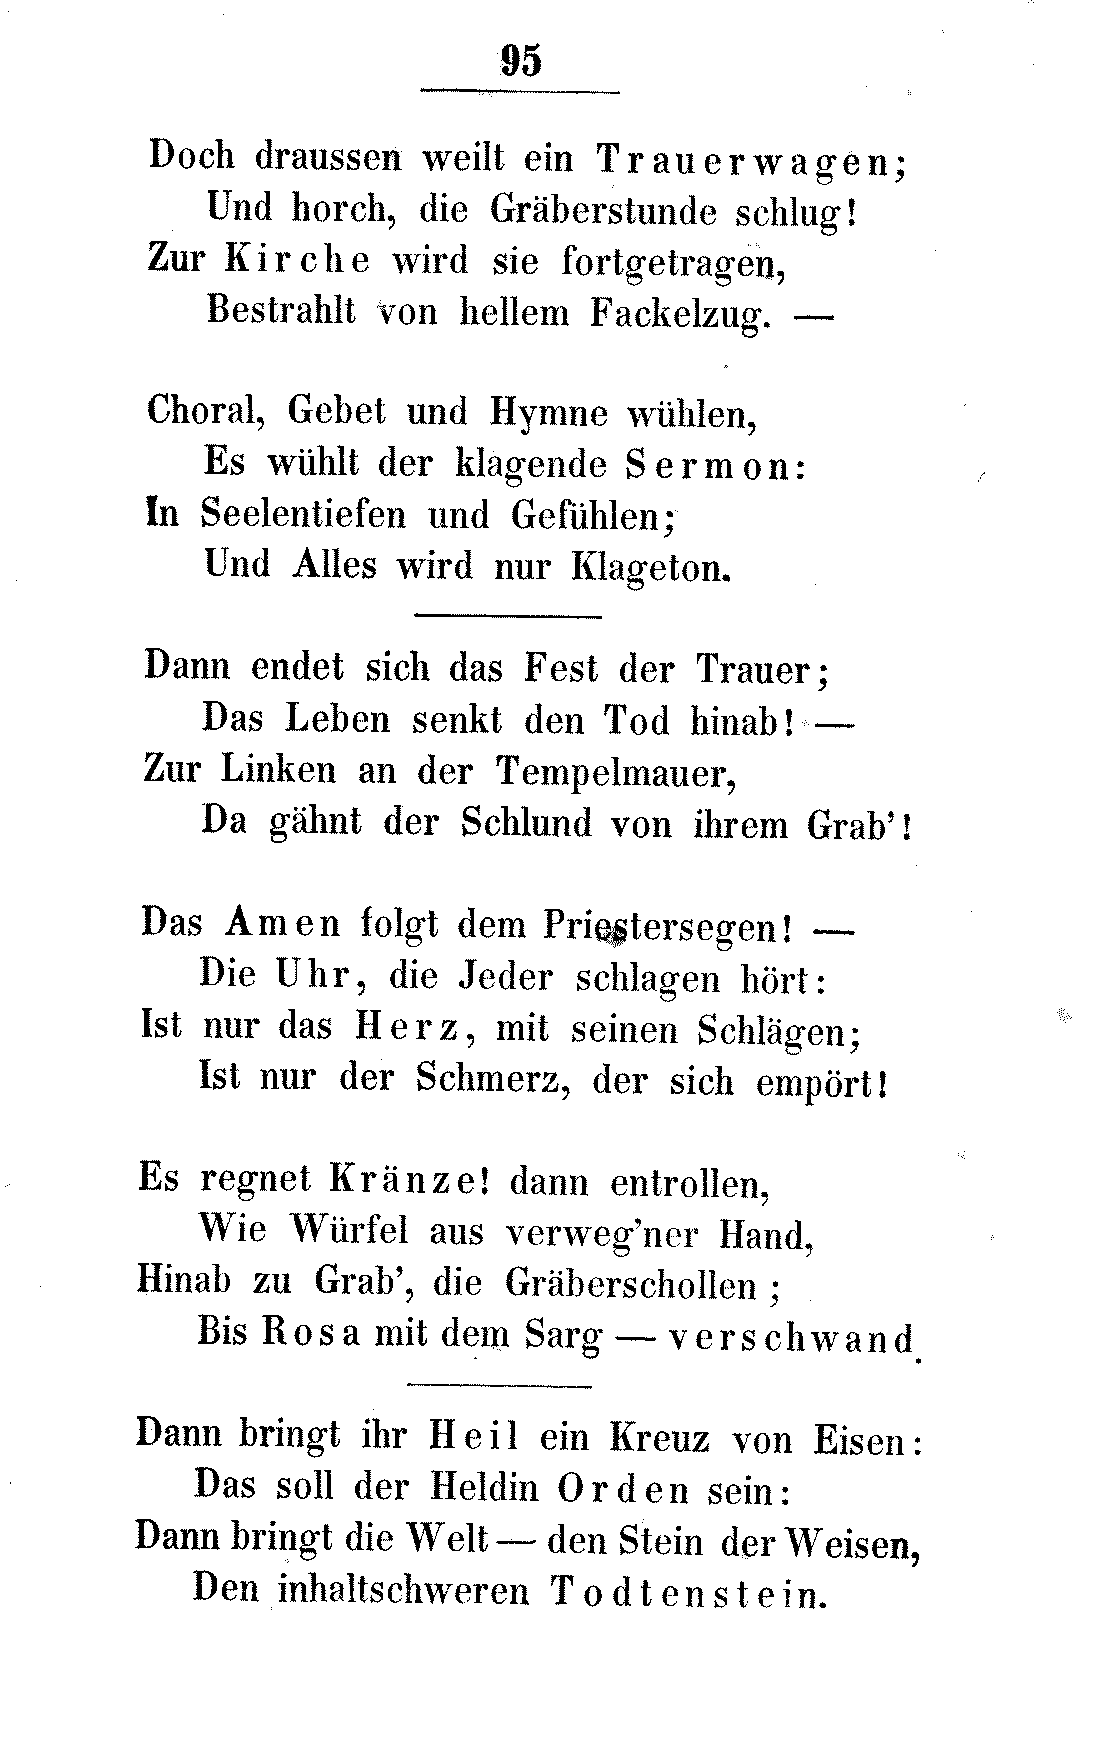 95
Doch draussen weilt ein Trauerwagen;
Und horch, die Gräberstunde schlug!
Zur Kirche wird sie fortgetragen,
Bestrahlt von hellem Fackelzug. —
Choral, Gebet und Hymne wühlen,
Es wühlt der klagende Sermon:
In Seelentiefen und Gefühlen;
Und Alles wird nur Klageton.
Dann endet sich das Fest der Trauer;
Das Leben senkt den Tod hinab! —
Zur Linken an der Tempelmauer,
Da gähnt der Schlund von ihrem Grab'!
Das Amen folgt dem Priestersegen! —
Die Uhr, die Jeder schlagen hört:
Ist nur das Herz, mit seinen Schlägen;
Ist nur der Schmerz, der sich empört!
Es regnet Kränze! dann entrollen,
Wie Würfel aus verweg'ner Hand,
Hinab zu Grab', die Gräberschollen ;
Bis Rosa mit dem Sarg — verschwand.
Dann bringt ihr Heil ein Kreuz von Eisen:
Das soll der Heldin Orden sein:
Dann bringt die Welt — den Stein der Weisen,
Den inhaltschweren Todtenstein.